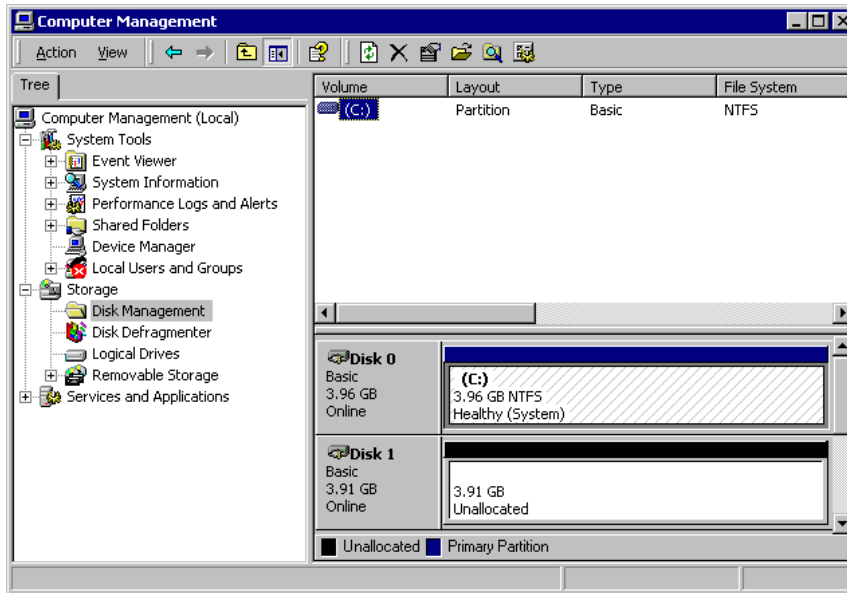 Computer Management
Action View
Tree
Computer Management (Local)
System Tools
Event Viewer
System Information
Performance Logs and Alerts
Shared Folders
Device Manager
Local Users and Groups
Storage
Disk Management
Disk Defragmenter
Logical Drives
Removable Storage
Services and Applications
Volume Layout Type File System
(C:) Partition Basic NTFS
Disk 0
Basic
3.96 GB
Online
(C:)
3.96 GB NTFS
Healthy (System)
Disk 1
Basic
3.91 GB
Online
3.91 GB
Unallocated
Unallocated Primary Partition